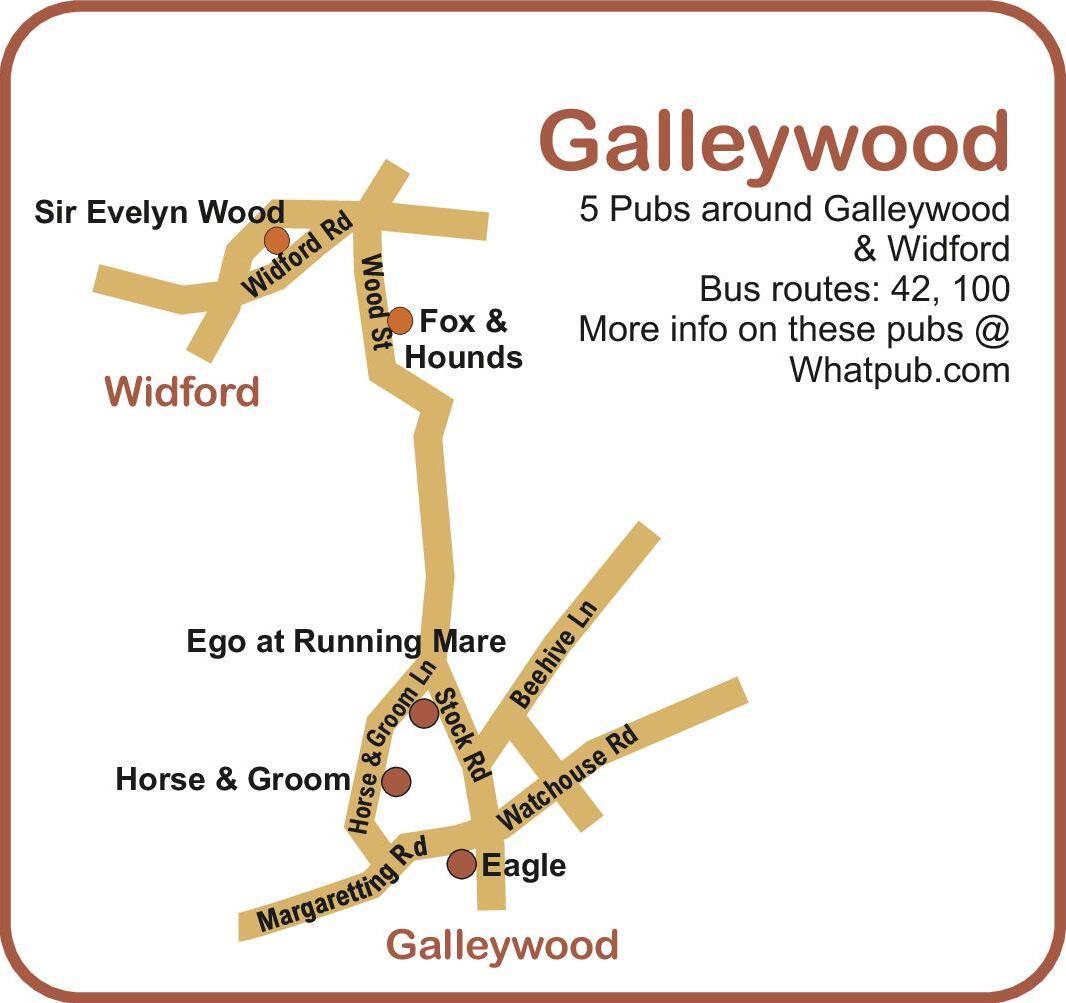 Galleywood
5 Pubs around Galleywood
& Widford
Bus routes: 42, 100
More info on these pubs @
Whatpub.com
Sir Evelyn Wood
Widford Rd
Wood St
Fox &
Hounds
Widford
Ego at Running Mare
Beehive Ln
Horse & Groom Ln
Stock Rd
Horse & Groom
Watchouse Rd
Margaretting Rd
Eagle
Galleywood